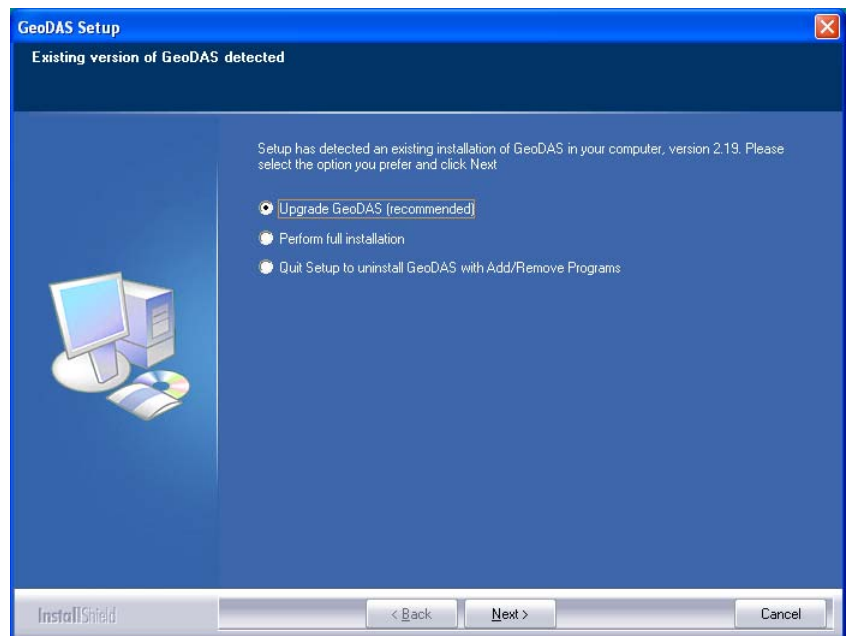 GeoDAS Setup
Existing version of GeoDAS detected
Setup has detected an existing installation of GeoDAS in your computer, version 2.19. Please
select the option you prefer and click Next
Upgrade GeoDAS (recommended)
Perform full installation
Quit Setup to uninstall GeoDAS with Add/Remove Programs
InstallShield
< Back
Next >
Cancel